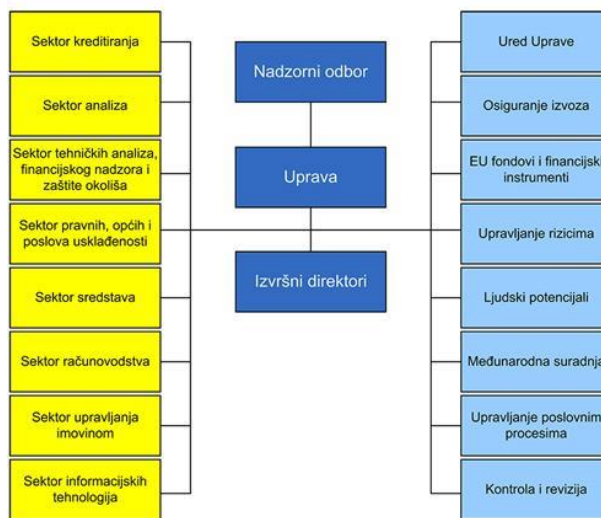 Sektor kreditiranja
Sektor analiza
Sektor tehničkih analiza,
financijskog nadzora i
zaštite okoliša
Sektor pravnih, općih i
poslova usklađenosti
Sektor sredstava
Sektor računovodstva
Sektor upravljanja
imovinom
Sektor informacijskih
tehnologija
Nadzorni odbor
Uprava
Izvršni direktori
Ured Uprave
Osiguranje izvoza
EU fondovi i financijski
instrumenti
Upravljanje rizicima
Ljudski potencijali
Međunarodna suradnja
Upravljanje poslovnim
procesima
Kontrola i revizija